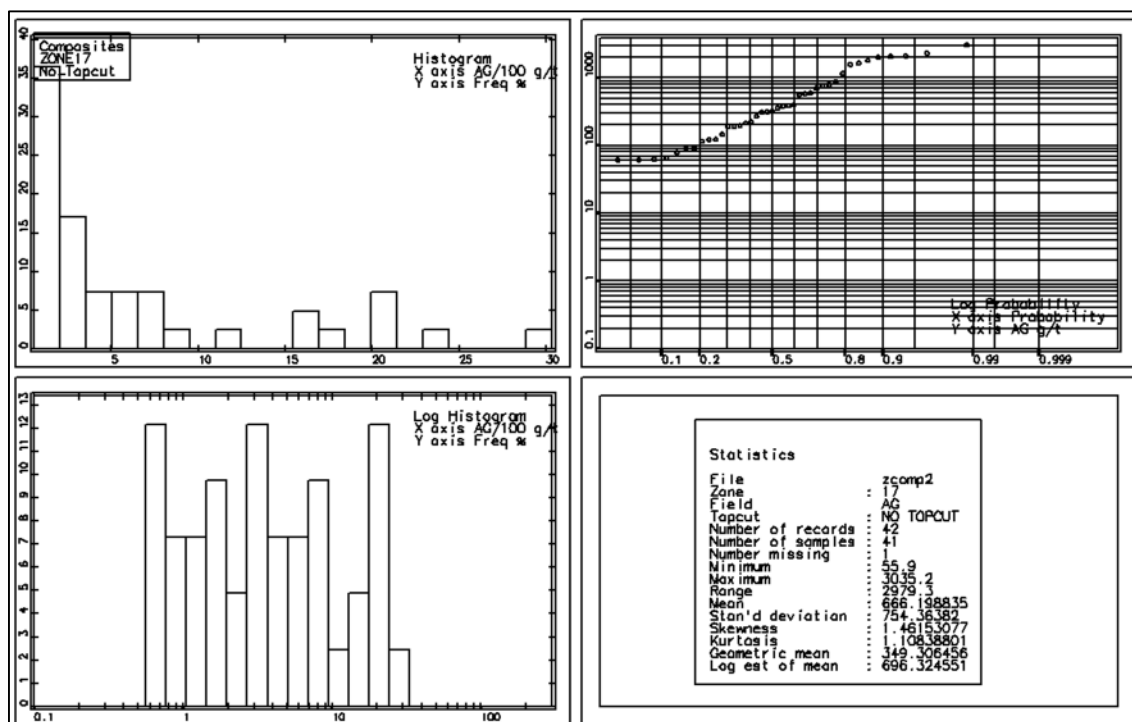 Composites
ZONE17
No Tapcut
Histogram
X axis AG/100 g/t
Y axis Freq %
40
35
30
25
20
15
10
5
0
5
10
15
20
25
30
1000
100
10
1
0.1
Log Probability
X axis Probability
Y axis AG g/t
0.1
0.2
0.5
0.8
0.9
0.99
0.999
Log Histogram
X axis AG/100 g/t
Y axis Freq %
13
12
11
10
9
8
7
6
5
4
3
2
1
0
0.1
1
10
100
Statistics
File zcomp2
Zone : 17
Field AG
Tapcut : NO TAPCUT
Number of records : 42
Number of samples : 41
Number missing : 1
Minimum : 55.9
Maximum : 3035.2
Range : 2979.3
Mean : 666.198835
Stan'd deviation : 754.36382
Skewness : 1.46153077
Kurtasis : 1.10838801
Geometric mean : 349.306456
Log est of mean : 696.324551